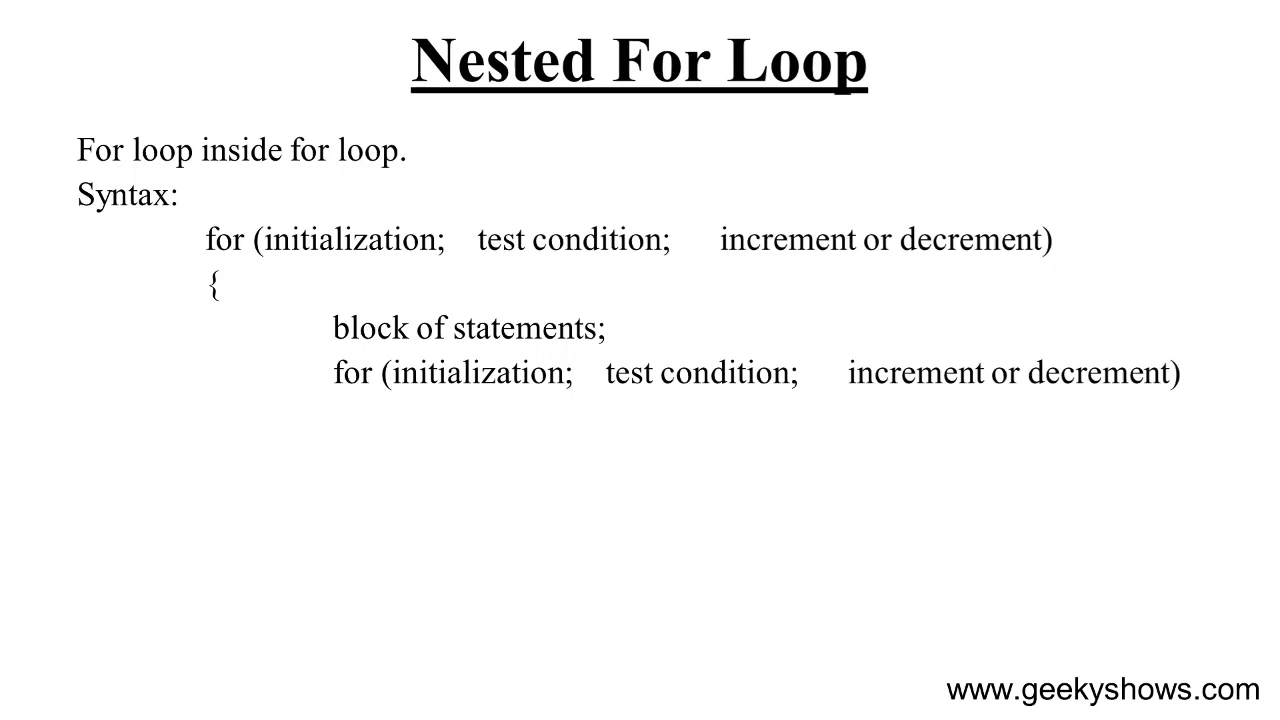 Nested For Loop
For loop inside for loop.
Syntax:
for (initialization; test condition; increment or decrement)
{
block of statements;
for (initialization; test condition; increment or decrement)
www.geekyshows.com